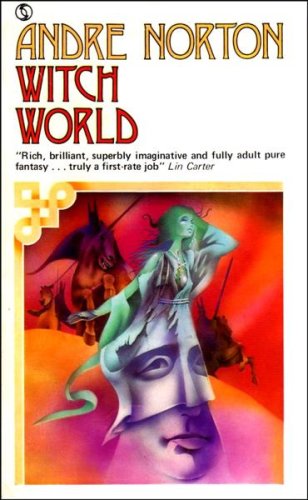 ANDRE NORTON
WITCH
WORLD
"Rich, brilliant, superbly imaginative and fully adult pure
fantasy . . . truly a first-rate job" Lin Carter